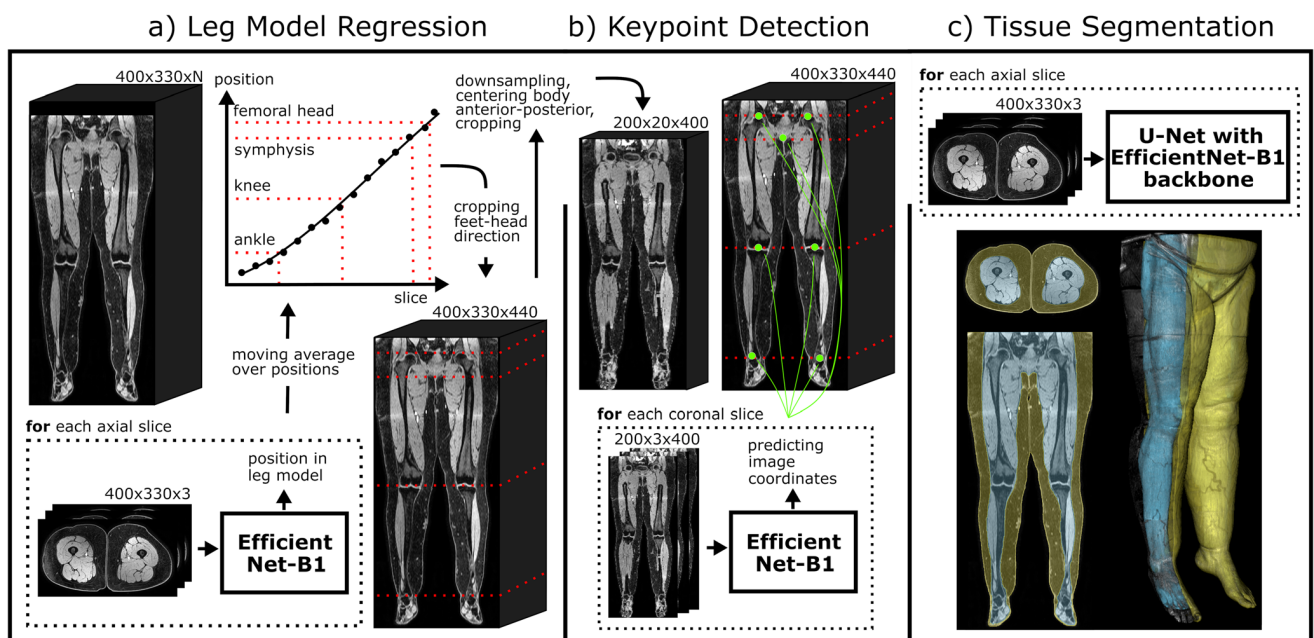 a) Leg Model Regression
400x330xN
position
femoral head
symphysis
knee
ankle
slice
cropping
feet-head
direction
400x330x440
moving average
over positions
for each axial slice
400x330x3
position in
leg model
Efficient
Net-B1
b) Keypoint Detection
downsampling,
centering body
anterior-posterior,
cropping
200x20x400
400x330x440
for each coronal slice
200x3x400
predicting
image
coordinates
Efficient
Net-B1
c) Tissue Segmentation
for each axial slice
400x330x3
U-Net with
EfficientNet-B1
backbone